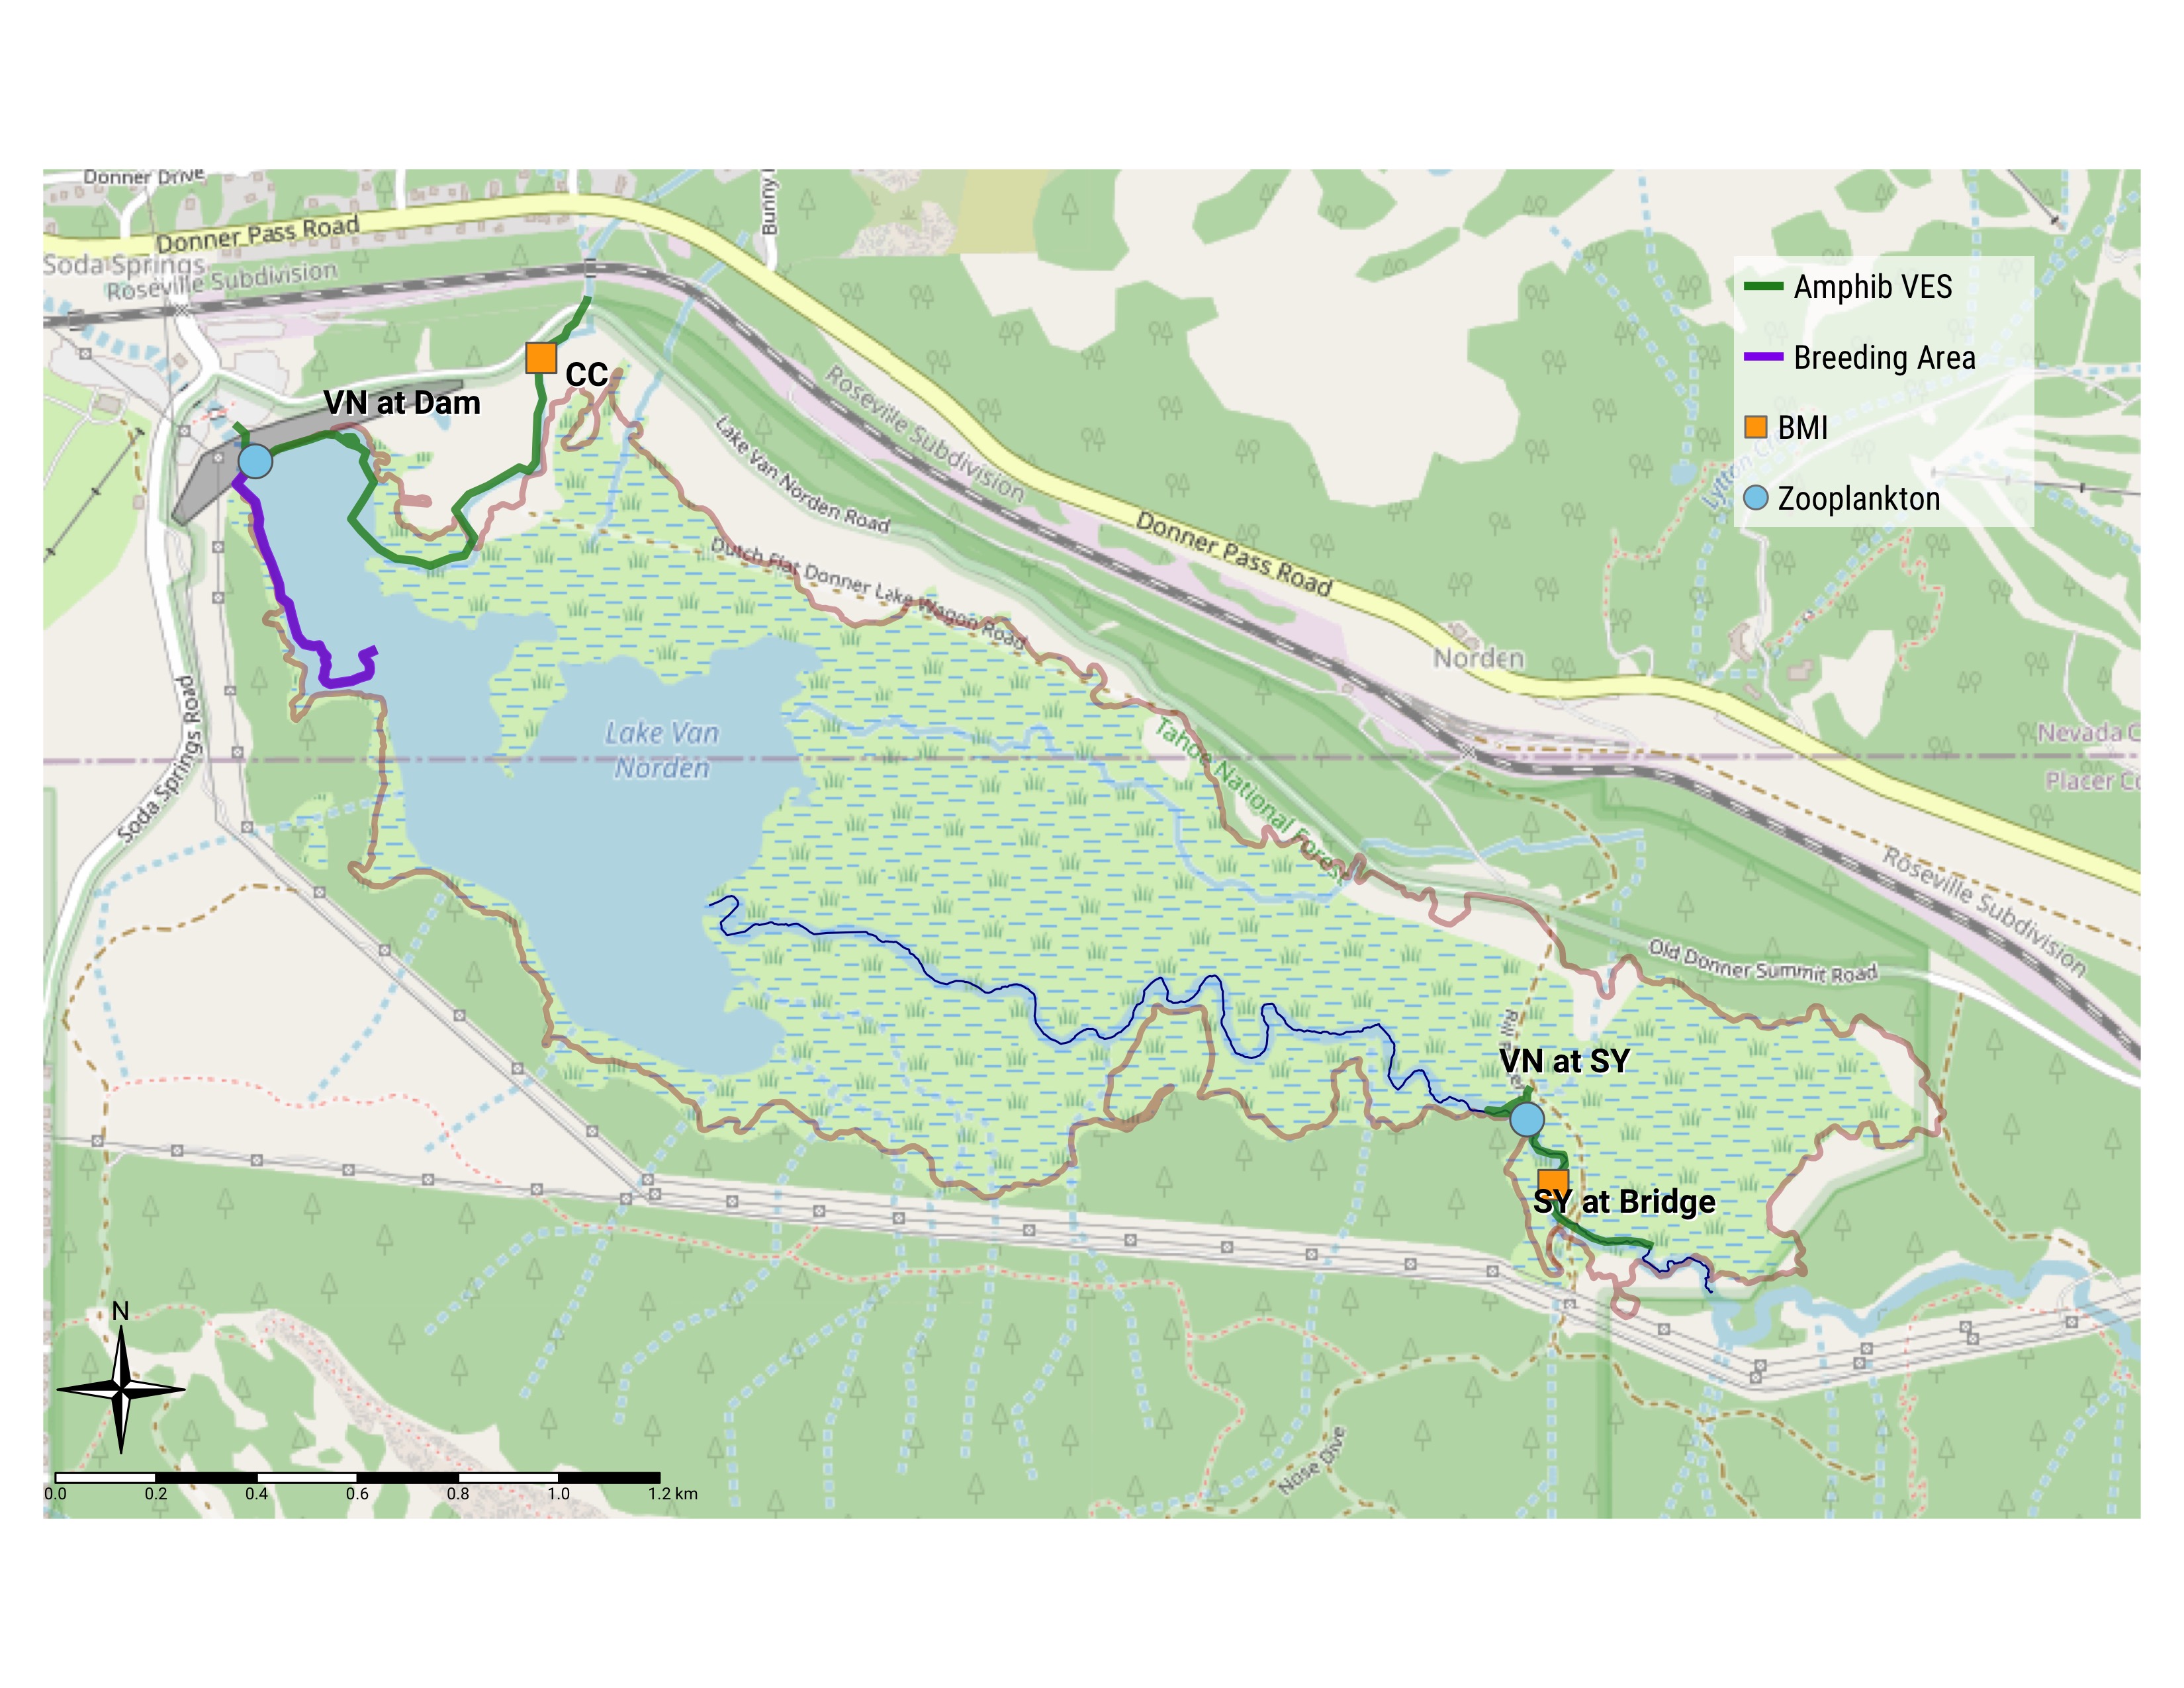 Donner Drive
Bunny
Donner Pass Road
Soda Springs
Roseville Subdivision
Amphib VES
Breeding Area
BMI
Zooplankton
CC
VN at Dam
Roseville Subdivision
Lake Van Norden Road
Donner Pass Road
Dutch Flat Donner Lake Wagon Road
Norden
Soda Springs Road
Lake Van
Norden
Tahoe National Forest
Nevada C
Placer Co
Roseville Subdivision
Old Donner Summit Road
VN at SY
SY at Bridge
Nose Dive
N
0.0 0.2 0.4 0.6 0.8 1.0 1.2 km